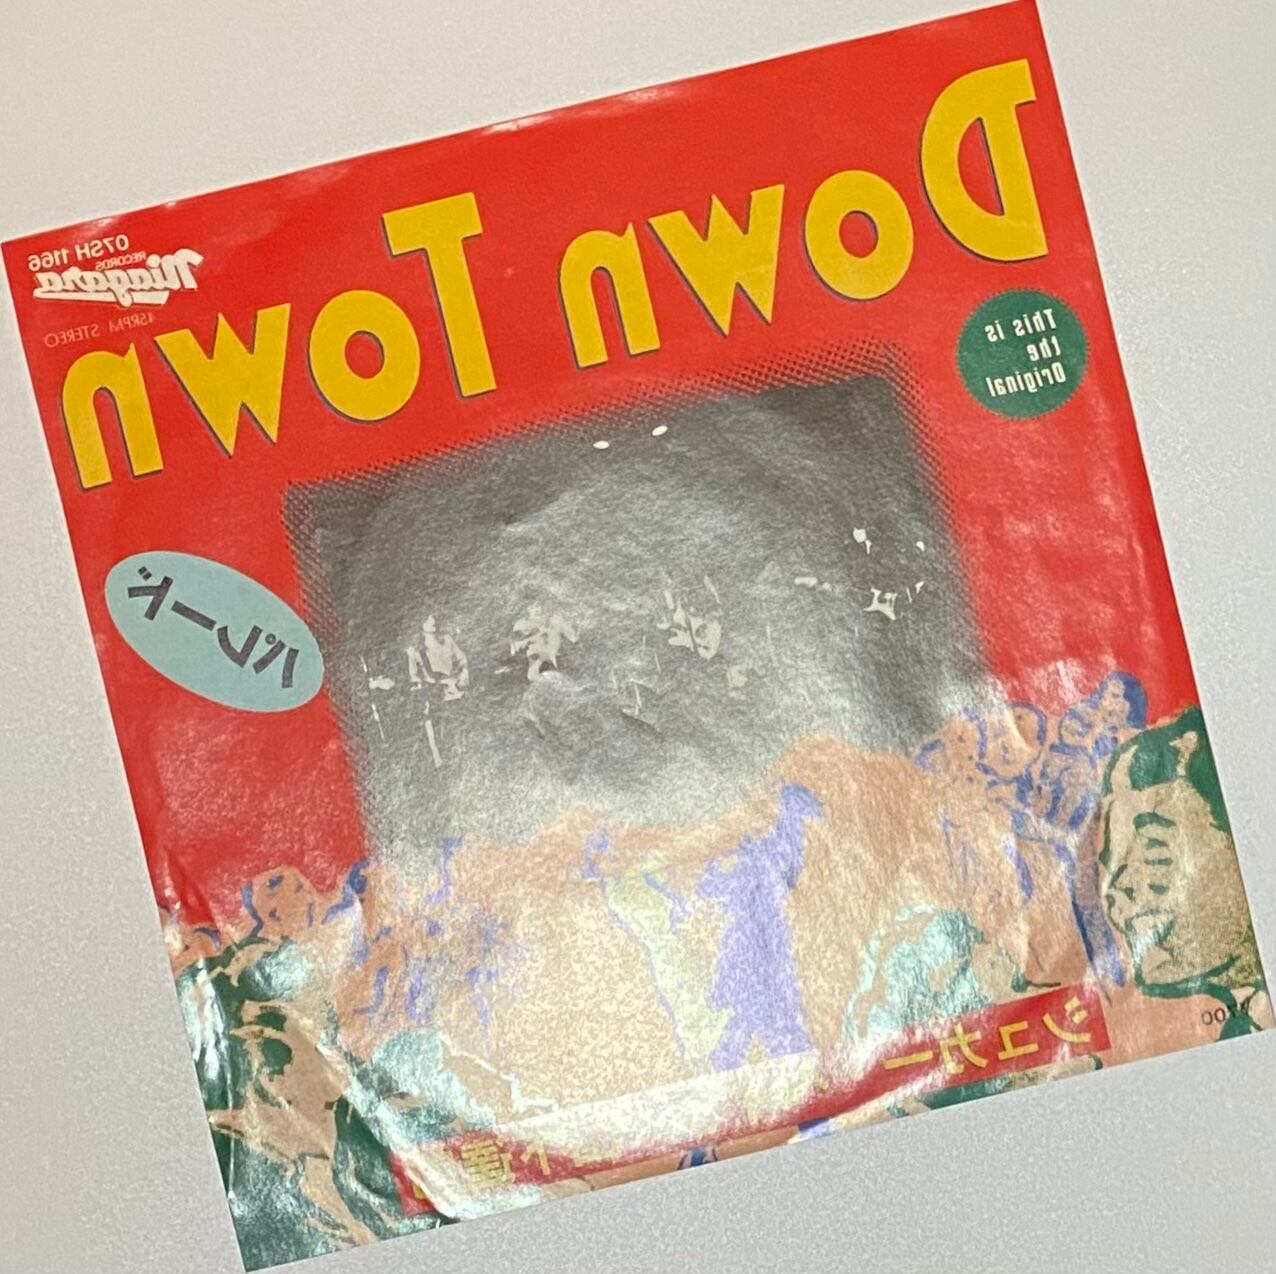 Down Town
07SH 1166
Niagara
RECORDS
45RPM STEREO
This is
the
Original
パレード
シュガー